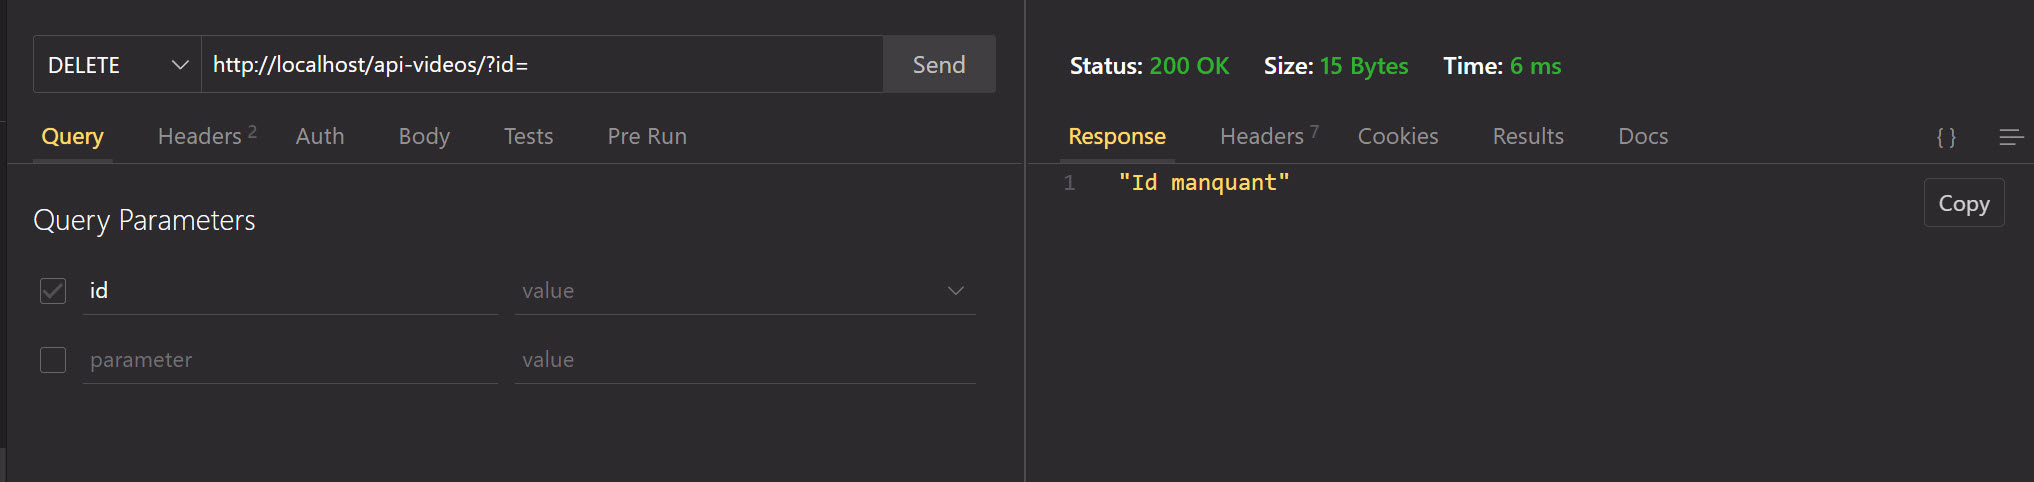 DELETE http://localhost/api-videos/?id= Send
Query Headers 2 Auth Body Tests Pre Run
Query Parameters
id value
parameter value
Status: 200 OK Size: 15 Bytes Time: 6 ms
Response Headers 7 Cookies Results Docs { }
1 "Id manquant"
Copy